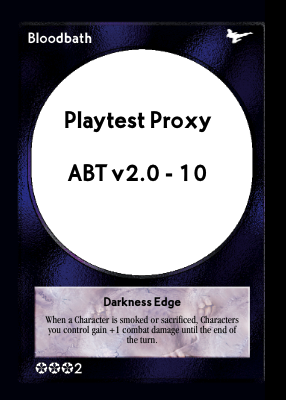 Bloodbath
Playtest Proxy
ABT v2.0 - 10
Darkness Edge
When a Character is smoked or sacrificed, Characters
you control gain +1 combat damage until the end of
the turn.
✪✪✪2